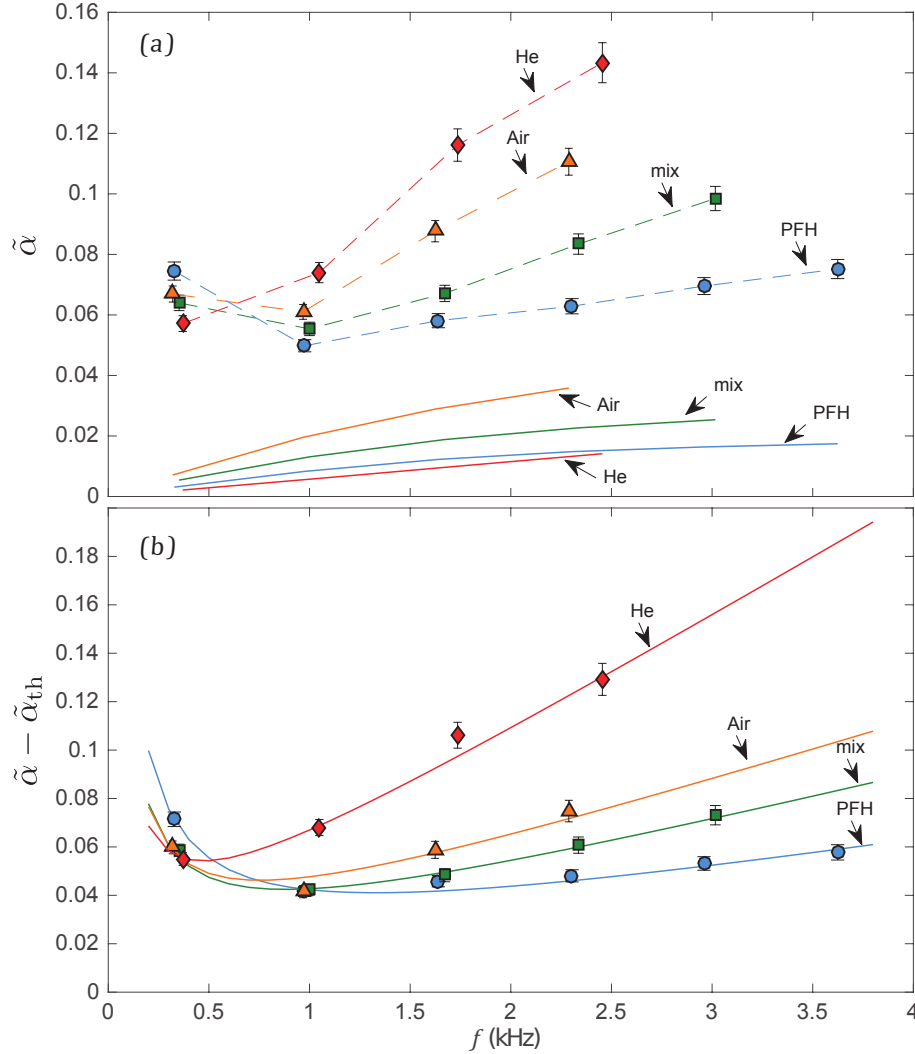 0.16
(a)
He
0.14
0.12
Air
0.1
mix
α̃
0.08
PFH
0.06
0.04
mix
Air
PFH
0.02
He
0
(b)
0.18
0.16
He
0.14
0.12
α̃ − α̃th
Air
0.1
mix
0.08
PFH
0.06
0.04
0.02
0
0 0.5 1 1.5 2 2.5 3 3.5 4
f (kHz)